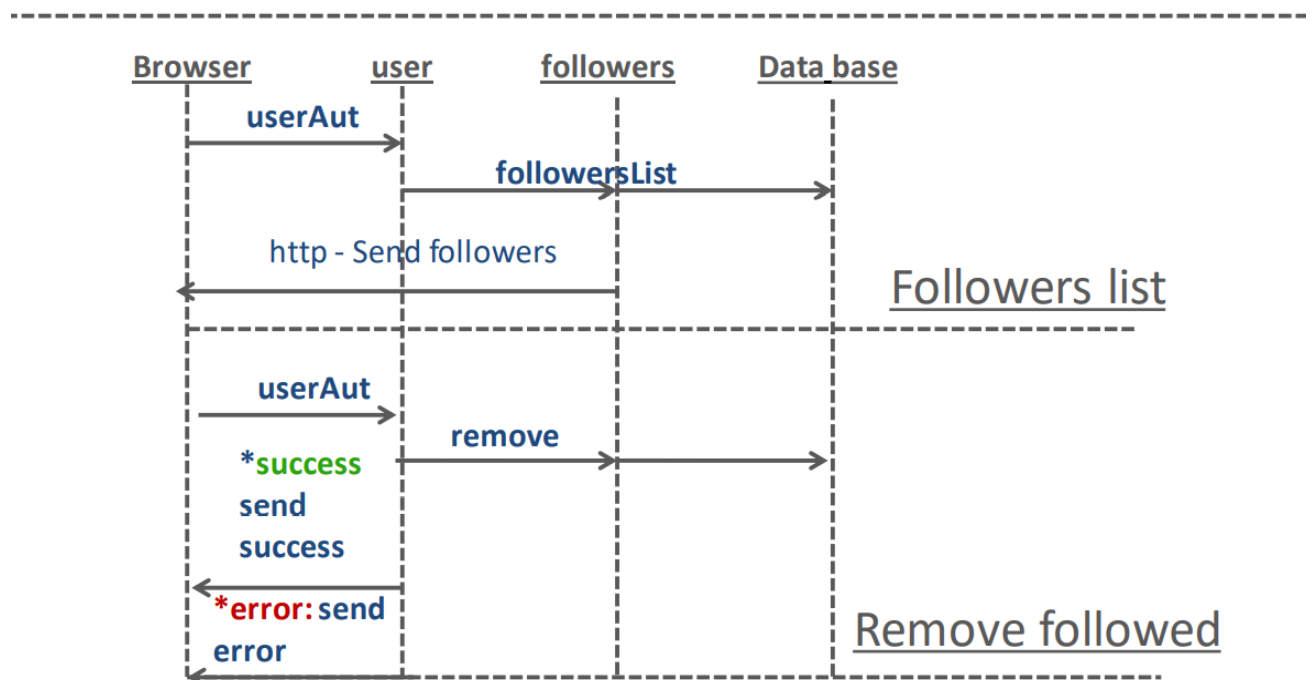 Browser user followers Data base
userAut
followersList
http - Send followers
Followers list
userAut
remove
*success
send
success
*error: send
error
Remove followed